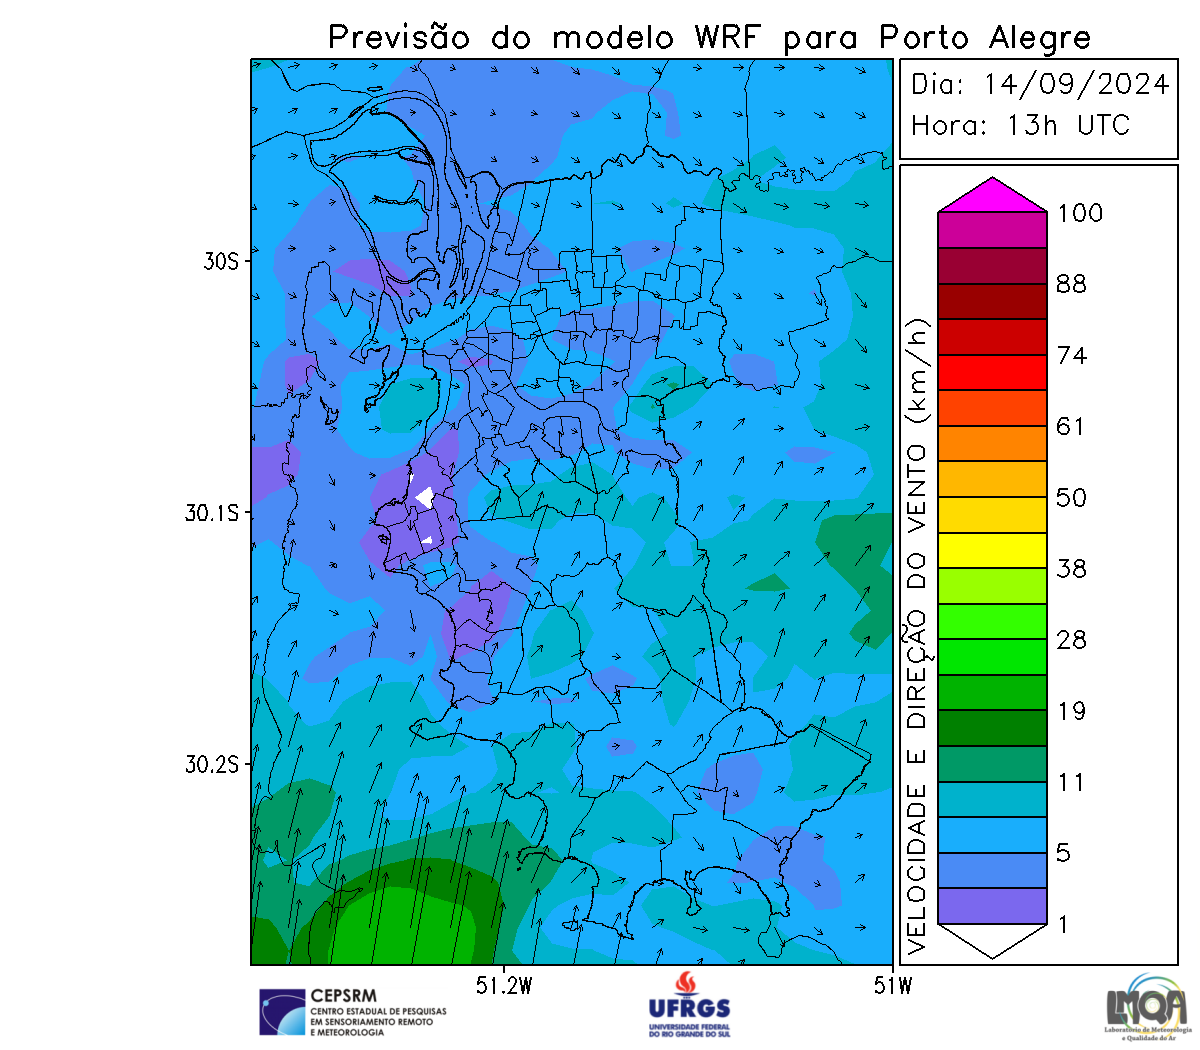 Previsão do modelo WRF para Porto Alegre
Dia: 14/09/2024
Hora: 13h UTC
30S
30.1S
30.2S
51.2W
51W
VELOCIDADE E DIREÇÃO DO VENTO (km/h)
100
88
74
61
50
38
28
19
11
5
1
CEPSRM
CENTRO ESTADUAL DE PESQUISAS
EM SENSORIAMENTO REMOTO
E METEOROLOGIA
UFRGS
UNIVERSIDADE FEDERAL
DO RIO GRANDE DO SUL
LMQA
Laboratório de Meteorologia
e Qualidade do Ar